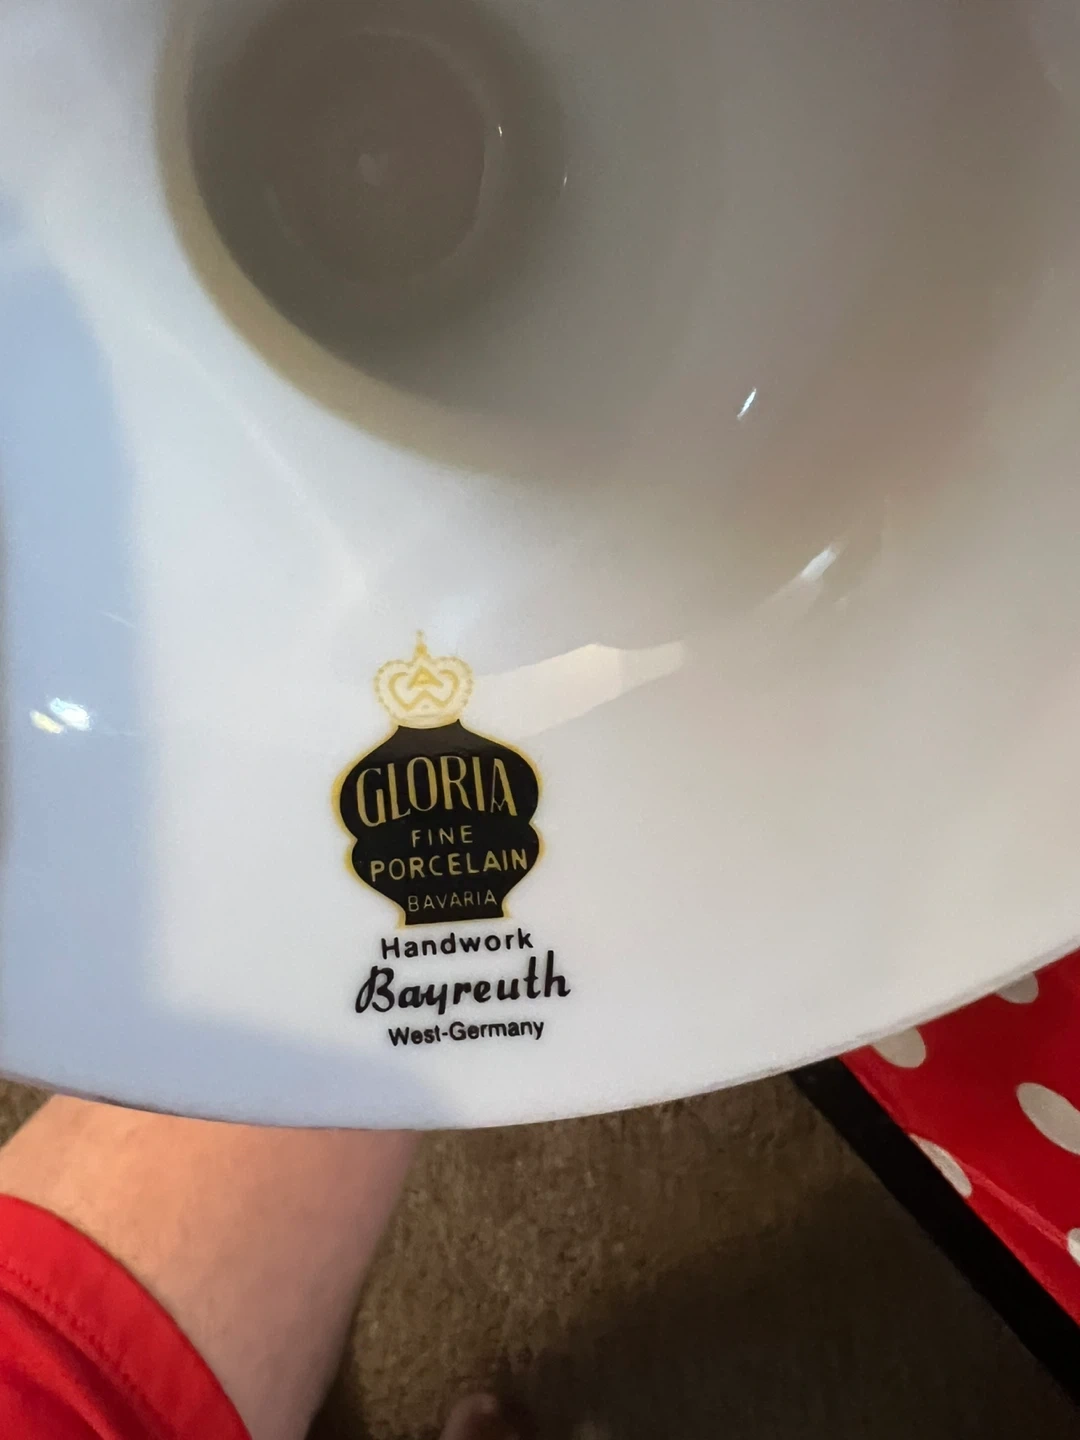 GLORIA
FINE
PORCELAIN
BAVARIA
Handwork
Bayreuth
West-Germany